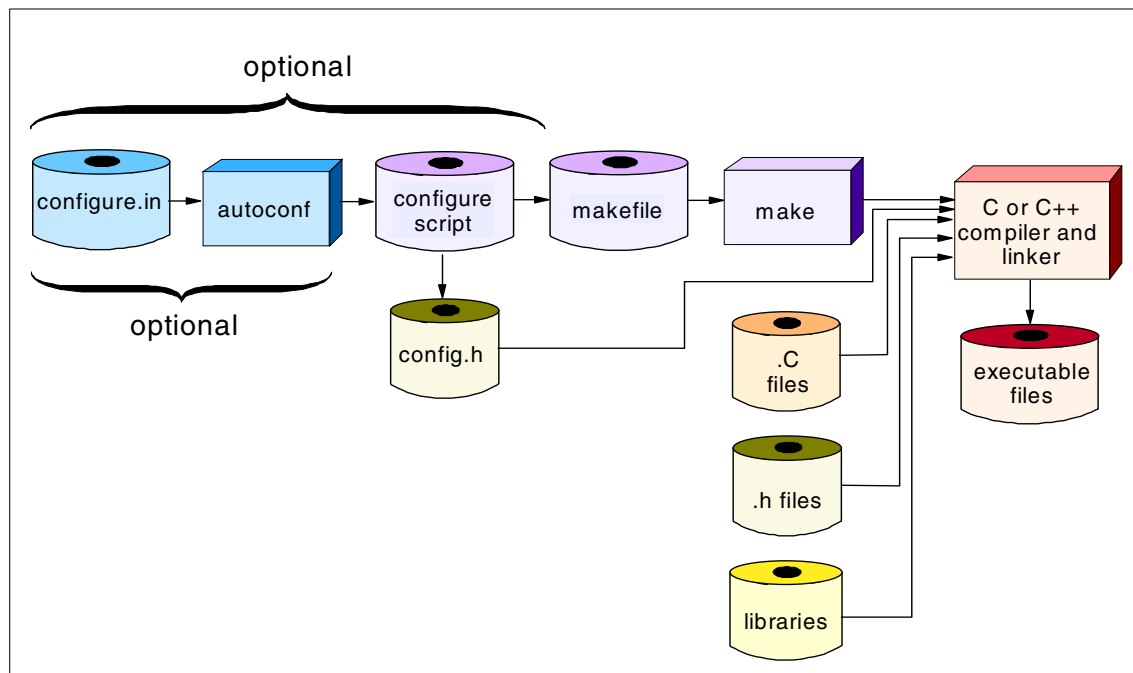 optional
configure.in
autoconf
configure
script
makefile
make
C or C++
compiler and
linker
optional
config.h
.C
files
executable
files
.h files
libraries